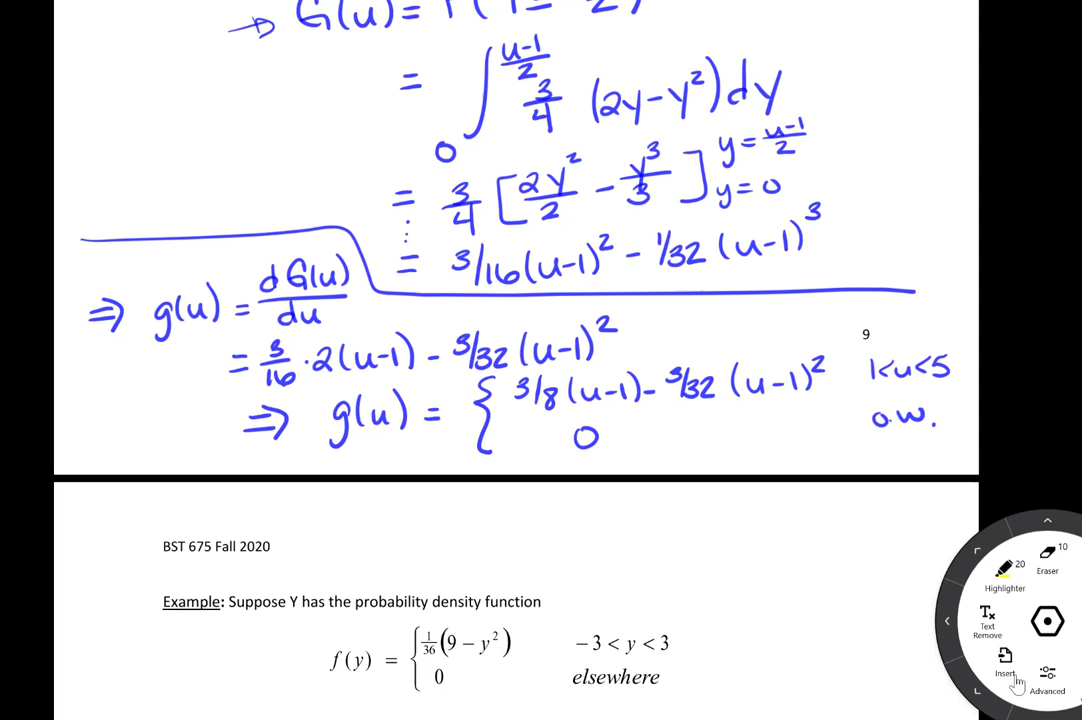 → G(u) =
= ∫₀^((u-1)/2) 3/4 (2y-y²)dy
= 3/4 [2y²/2 - y³/3] y = (u-1)/2 y = 0
⋮
= 3/16(u-1)² - 1/32(u-1)³
⇒ g(u) = dG(u)/du
= 3/16 · 2(u-1) - 3/32(u-1)²
9
⇒ g(u) = { 3/8(u-1) - 3/32(u-1)² 1<u<5
0 o.w.
BST 675 Fall 2020
Example: Suppose Y has the probability density function
f(y) = { 1/36(9 − y²) −3 < y < 3
0 elsewhere
10
Eraser
20
Highlighter
Tx
Text
Remove
Insert
Advanced